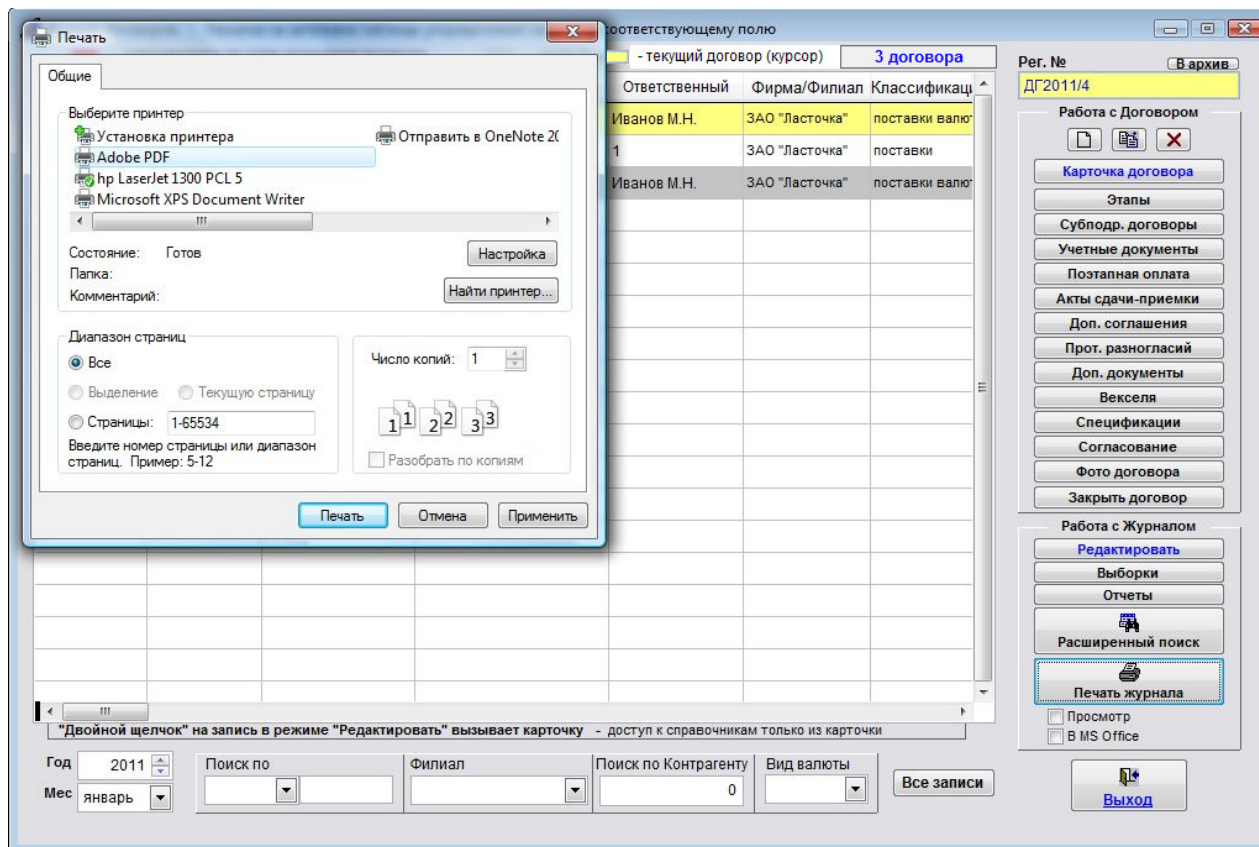 Печать
соответствующему полю
Общие
Выберите принтер
Установка принтера
Отправить в OneNote 20
Adobe PDF
hp LaserJet 1300 PCL 5
Microsoft XPS Document Writer
Состояние: Готов
Папка:
Комментарий:
Настройка
Найти принтер...
Диапазон страниц
Все
Выделение
Текущую страницу
Страницы: 1-65534
Введите номер страницы или диапазон
страниц. Пример: 5-12
Число копий: 1
1 1 2 2 3 3
Разобрать по копиям
Печать
Отмена
Применить
- текущий договор (курсор)
3 договора
Ответственный Фирма/Филиал Классификаци
Иванов М.Н. ЗАО "Ласточка" поставки валют
1 ЗАО "Ласточка" поставки
Иванов М.Н. ЗАО "Ласточка" поставки валют
"Двойной щелчок" на запись в режиме "Редактировать" вызывает карточку - доступ к справочникам только из карточки
Год 2011
Мес январь
Поиск по
Филиал
Поиск по Контрагенту
0
Вид валюты
Все записи
Рег. №
В архив
ДГ2011/4
Работа с Договором
Карточка договора
Этапы
Субподр. договоры
Учетные документы
Поэтапная оплата
Акты сдачи-приемки
Доп. соглашения
Прот. разногласий
Доп. документы
Векселя
Спецификации
Согласование
Фото договора
Закрыть договор
Работа с Журналом
Редактировать
Выборки
Отчеты
Расширенный поиск
Печать журнала
Просмотр
В MS Office
Выход